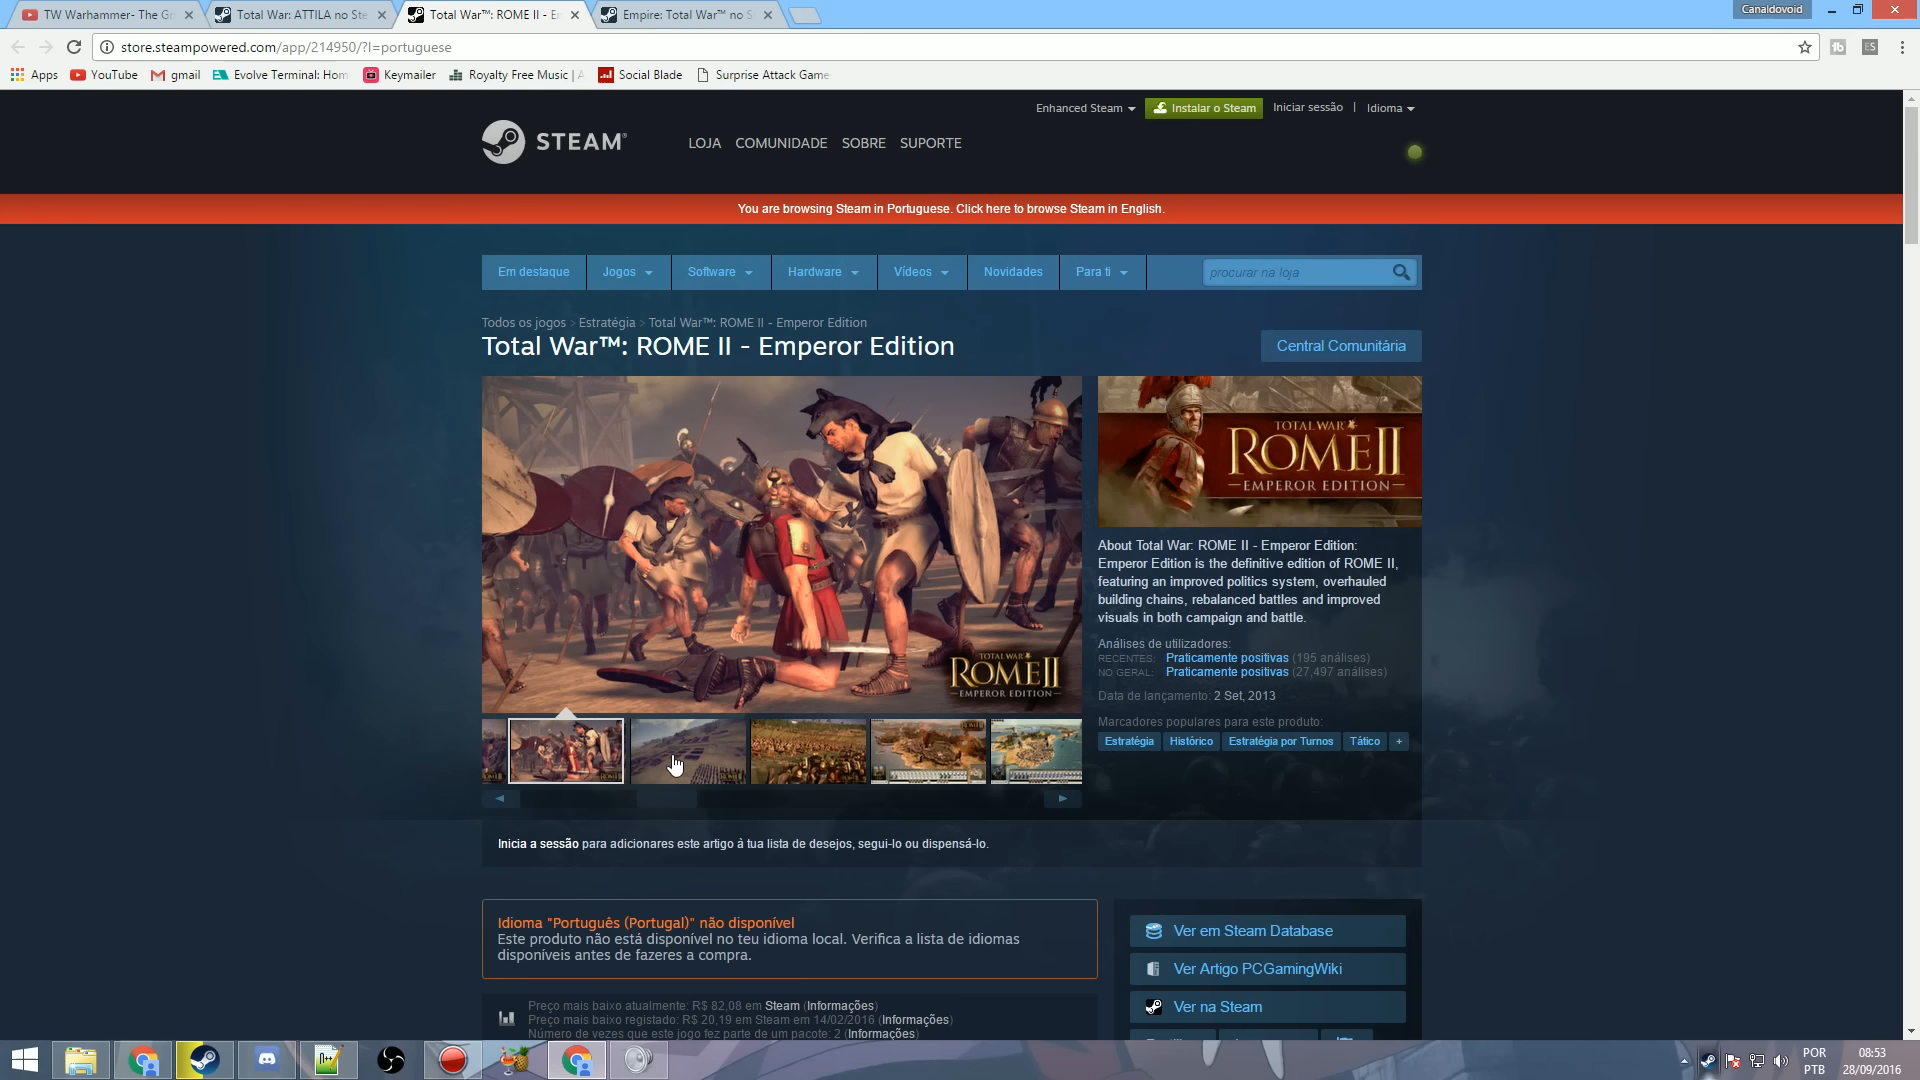 TW Warhammer- The Gr
Total War: ATTILA no Ste
Total War™: ROME II - E
Empire: Total War™ no S
Canaldovoid
store.steampowered.com/app/214950/?l=portuguese
Apps
YouTube
gmail
Evolve Terminal: Hom
Keymailer
Royalty Free Music |
Social Blade
Surprise Attack Game
Enhanced Steam
Instalar o Steam
Iniciar sessão
|
Idioma
STEAM
LOJA
COMUNIDADE
SOBRE
SUPORTE
You are browsing Steam in Portuguese. Click here to browse Steam in English.
Em destaque
Jogos
Software
Hardware
Vídeos
Novidades
Para ti
procurar na loja
Todos os jogos > Estratégia > Total War™: ROME II - Emperor Edition
Total War™: ROME II - Emperor Edition
Central Comunitária
TOTAL WAR
ROME II
EMPEROR EDITION
TOTAL WAR
ROME II
EMPEROR EDITION
About Total War: ROME II - Emperor Edition:
Emperor Edition is the definitive edition of ROME II,
featuring an improved politics system, overhauled
building chains, rebalanced battles and improved
visuals in both campaign and battle.
Análises de utilizadores:
RECENTES: Praticamente positivas (195 análises)
NO GERAL: Praticamente positivas (27,497 análises)
Data de lançamento: 2 Set, 2013
Marcadores populares para este produto:
Estratégia
Histórico
Estratégia por Turnos
Tático
+
Inicia a sessão para adicionares este artigo à tua lista de desejos, segui-lo ou dispensá-lo.
Idioma "Português (Portugal)" não disponível
Este produto não está disponível no teu idioma local. Verifica a lista de idiomas
disponíveis antes de fazeres a compra.
Preço mais baixo atualmente: R$ 82,08 em Steam (Informações)
Preço mais baixo registado: R$ 20,19 em Steam em 14/02/2016 (Informações)
Número de vezes que este jogo fez parte de um pacote: 2 (Informações)
Ver em Steam Database
Ver Artigo PCGamingWiki
Ver na Steam
POR
PTB
08:53
28/09/2016